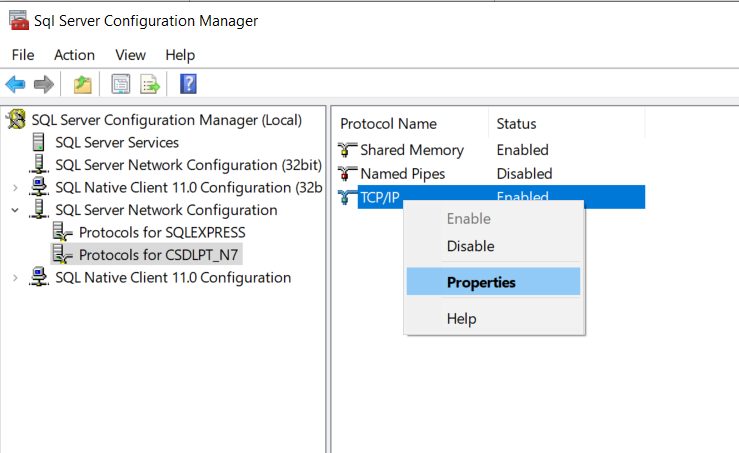 Sql Server Configuration Manager
File Action View Help
SQL Server Configuration Manager (Local)
SQL Server Services
SQL Server Network Configuration (32bit)
SQL Native Client 11.0 Configuration (32b
SQL Server Network Configuration
Protocols for SQLEXPRESS
Protocols for CSDLPT_N7
SQL Native Client 11.0 Configuration
Protocol Name Status
Shared Memory Enabled
Named Pipes Disabled
TCP/IP Enabled
Enable
Disable
Properties
Help